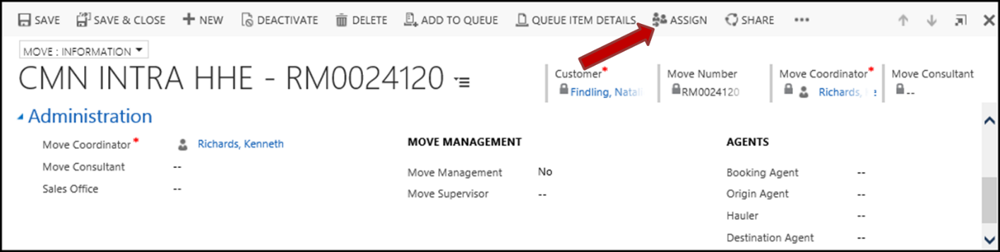 SAVE SAVE & CLOSE NEW DEACTIVATE DELETE ADD TO QUEUE QUEUE ITEM DETAILS ASSIGN SHARE •••
MOVE : INFORMATION
CMN INTRA HHE - RM0024120
Customer* Move Number Move Coordinator* Move Consultant
Findling, Natali RM0024120 Richards, --
Administration
Move Coordinator* Richards, Kenneth
Move Consultant --
Sales Office --
MOVE MANAGEMENT
Move Management No
Move Supervisor --
AGENTS
Booking Agent --
Origin Agent --
Hauler --
Destination Agent --